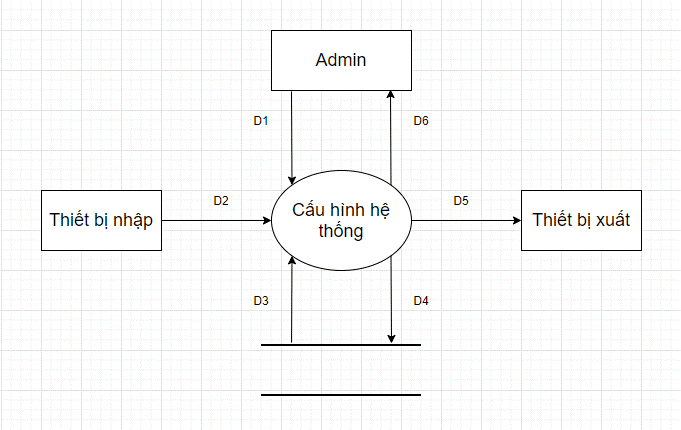 Admin
D1
D6
Thiết bị nhập
D2
Cấu hình hệ
thống
D5
Thiết bị xuất
D3
D4